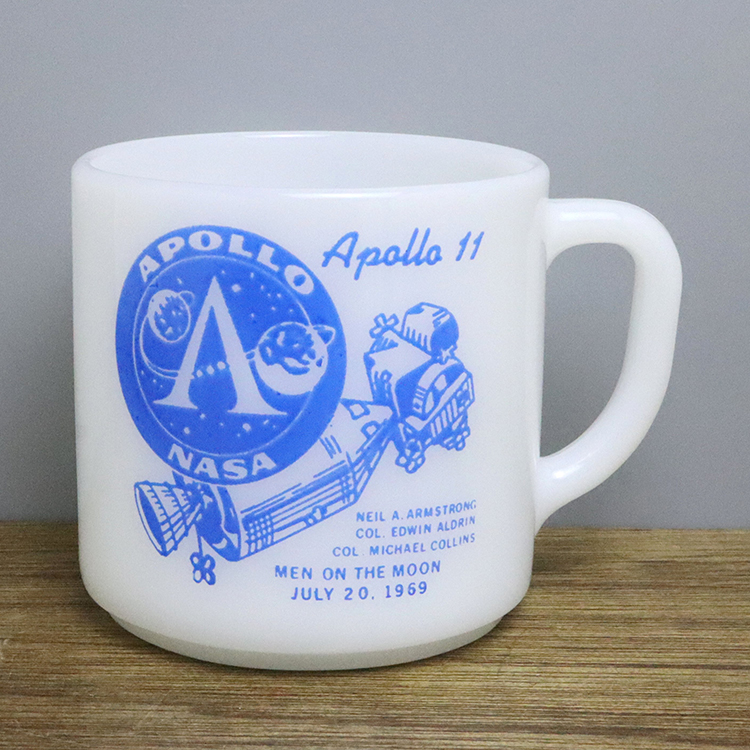 APOLLO
NASA
Apollo 11
NEIL A. ARMSTRONG
COL. EDWIN ALDRIN
COL. MICHAEL COLLINS
MEN ON THE MOON
JULY 20, 1969